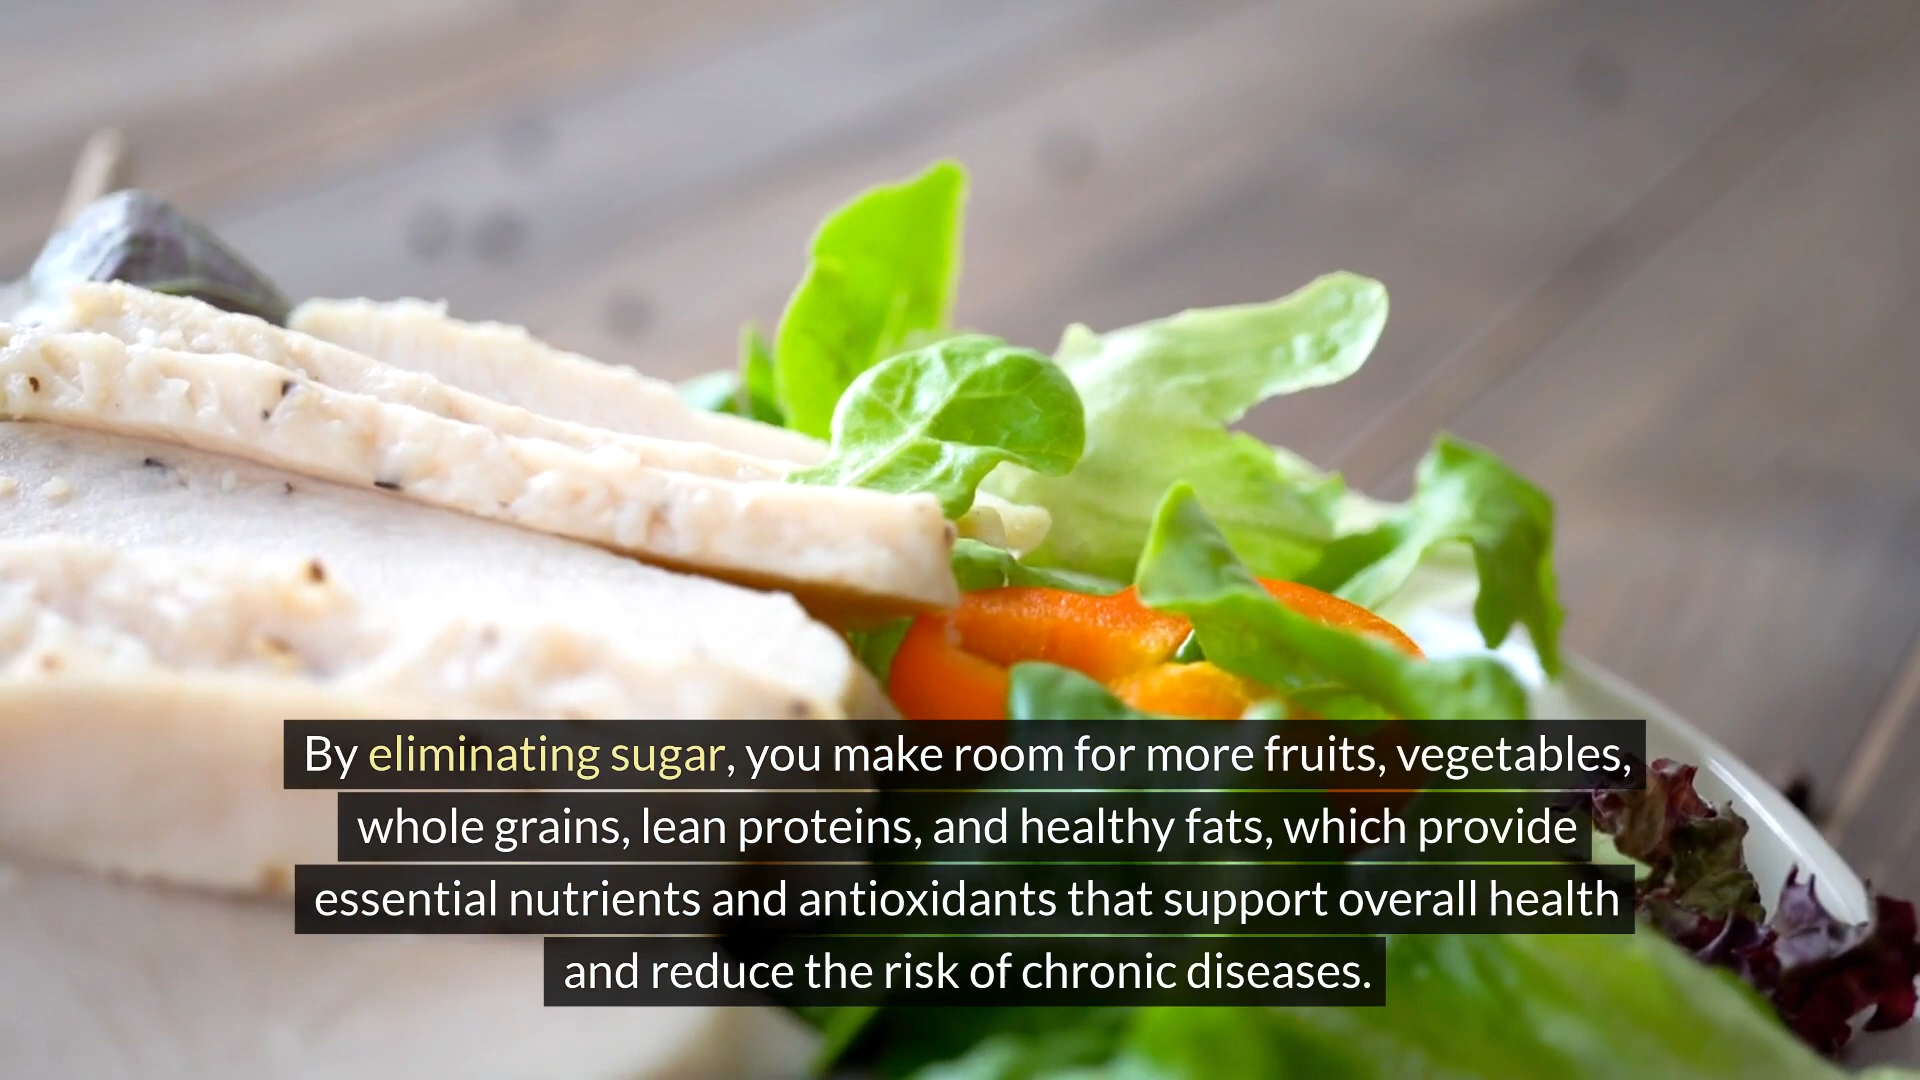 By eliminating sugar, you make room for more fruits, vegetables,
whole grains, lean proteins, and healthy fats, which provide
essential nutrients and antioxidants that support overall health
and reduce the risk of chronic diseases.